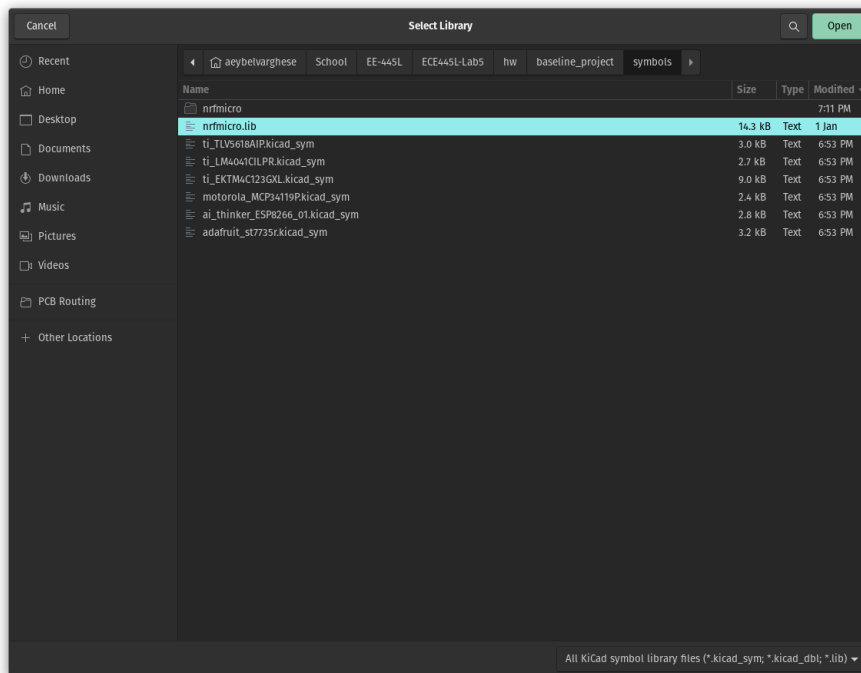 Cancel Select Library Open
Recent
Home
Desktop
Documents
Downloads
Music
Pictures
Videos
PCB Routing
Other Locations
aeybelvarghese School EE-445L ECE445L-Lab5 hw baseline_project symbols
Name Size Type Modified
nrfmicro 7:11 PM
nrfmicro.lib 14.3 kB Text 1 Jan
ti_TLV5618AIP.kicad_sym 3.0 kB Text 6:53 PM
ti_LM4041CILPR.kicad_sym 2.7 kB Text 6:53 PM
ti_EKTM4C123GXL.kicad_sym 9.0 kB Text 6:53 PM
motorola_MCP34119P.kicad_sym 2.4 kB Text 6:53 PM
ai_thinker_ESP8266_01.kicad_sym 2.8 kB Text 6:53 PM
adafruit_st7735r.kicad_sym 3.2 kB Text 6:53 PM
All KiCad symbol library files (*.kicad_sym; *.kicad_dbl; *.lib)